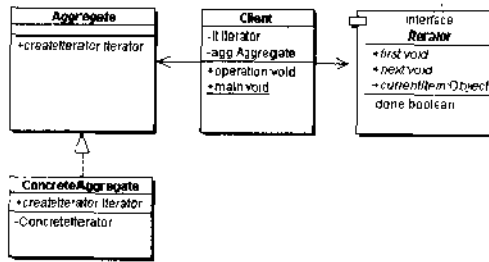 Aggregate
+createIterator Iterator
Client
-it Iterator
-agg Aggregate
+operation void
+main void
interface
Iterator
+first void
+next void
+currentItem Object
done boolean
ConcreteAggregate
+createIterator Iterator
-ConcreteIterator